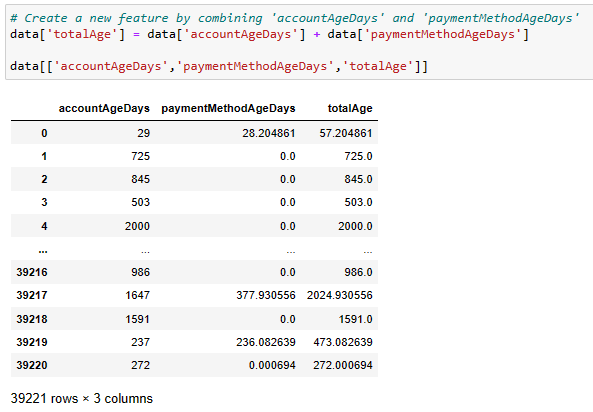 # Create a new feature by combining 'accountAgeDays' and 'paymentMethodAgeDays'
data['totalAge'] = data['accountAgeDays'] + data['paymentMethodAgeDays']
data[['accountAgeDays','paymentMethodAgeDays','totalAge']]
accountAgeDays paymentMethodAgeDays totalAge
0 29 28.204861 57.204861
1 725 0.0 725.0
2 845 0.0 845.0
3 503 0.0 503.0
4 2000 0.0 2000.0
... ... ... ...
39216 986 0.0 986.0
39217 1647 377.930556 2024.930556
39218 1591 0.0 1591.0
39219 237 236.082639 473.082639
39220 272 0.000694 272.000694
39221 rows × 3 columns